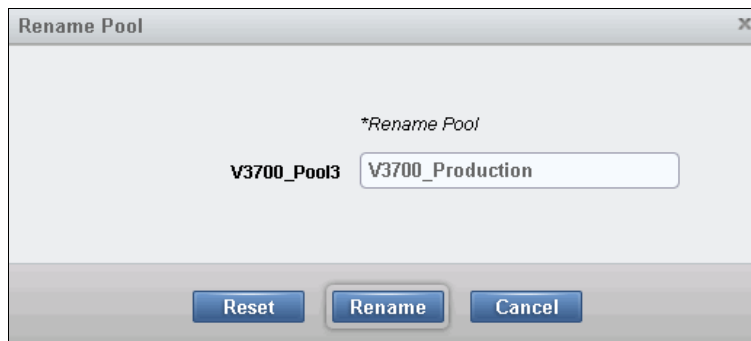 Rename Pool
*Rename Pool
V3700_Pool3 V3700_Production
Reset Rename Cancel